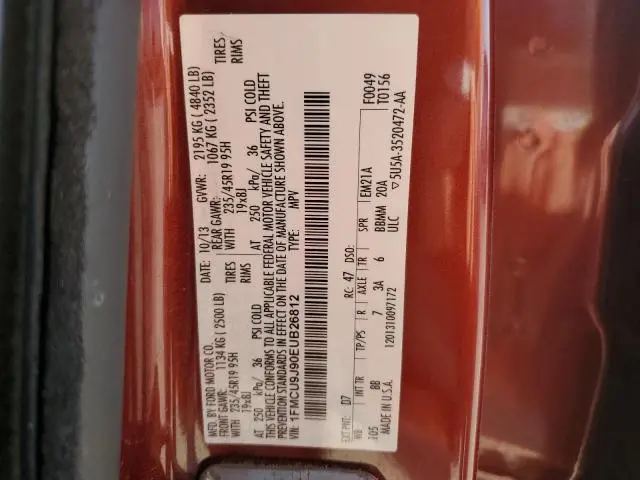 MFD. BY FORD MOTOR CO.
DATE: 10/13 GVWR: 2195 KG ( 4840 LB)
FRONT GAWR: 1134 KG ( 2500 LB) REAR GAWR: 1067 KG ( 2352 LB)
WITH 235/45R19 95H TIRES WITH 235/45R19 95H TIRES
19x8J RIMS 19x8J RIMS
AT 250 kPa/ 36 PSI COLD AT 250 kPa/ 36 PSI COLD
THIS VEHICLE CONFORMS TO ALL APPLICABLE FEDERAL MOTOR VEHICLE SAFETY AND THEFT
PREVENTION STANDARDS IN EFFECT ON THE DATE OF MANUFACTURE SHOWN ABOVE.
VIN: 1FMCU9J90EUB26812 TYPE: MPV
F0049
T0156
EXT PNT: D7 RC: 47 DSO:
WB INT TR TP/PS R AXLE TR SPR EM21A
105 BB 7 3A 6 BBMM 20A
MADE IN U.S.A. ULC
1201310097172 ▽5U5A-3520472-AA